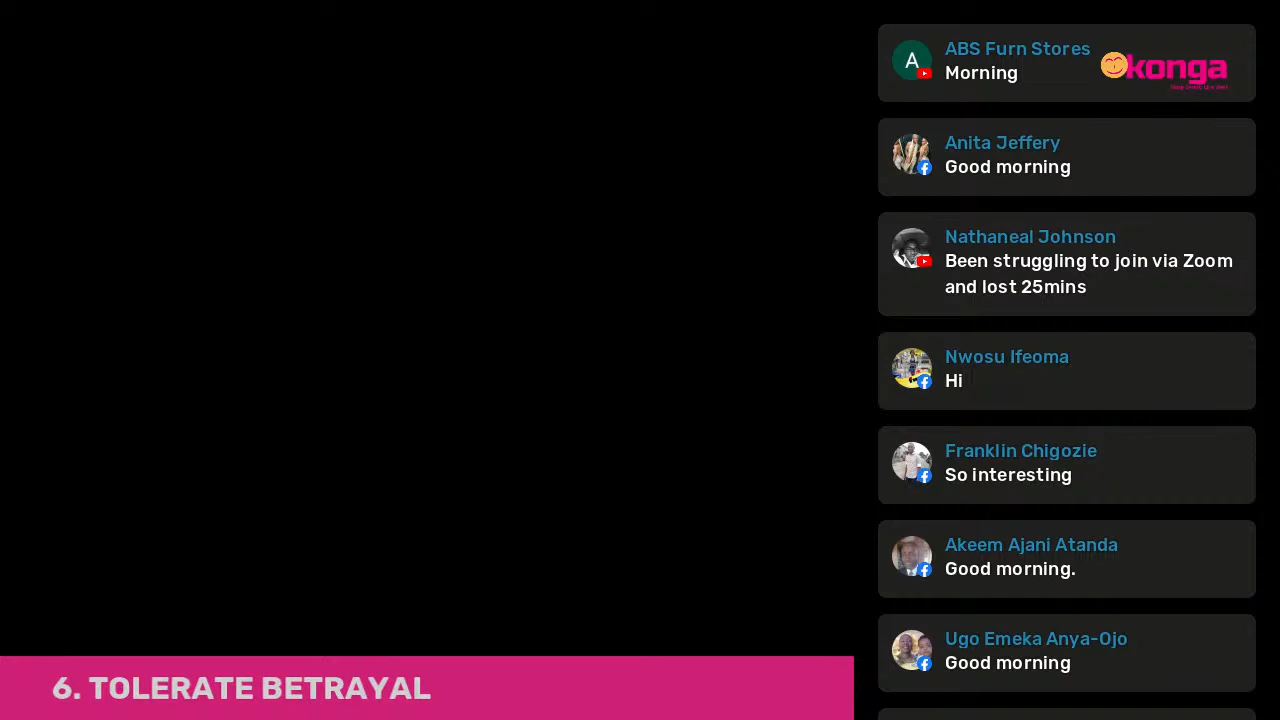 ABS Furn Stores
Morning
konga
A
Anita Jeffery
Good morning
Nathaneal Johnson
Been struggling to join via Zoom
and lost 25mins
Nwosu Ifeoma
Hi
Franklin Chigozie
So interesting
Akeem Ajani Atanda
Good morning.
Ugo Emeka Anya-Ojo
Good morning
6. TOLERATE BETRAYAL